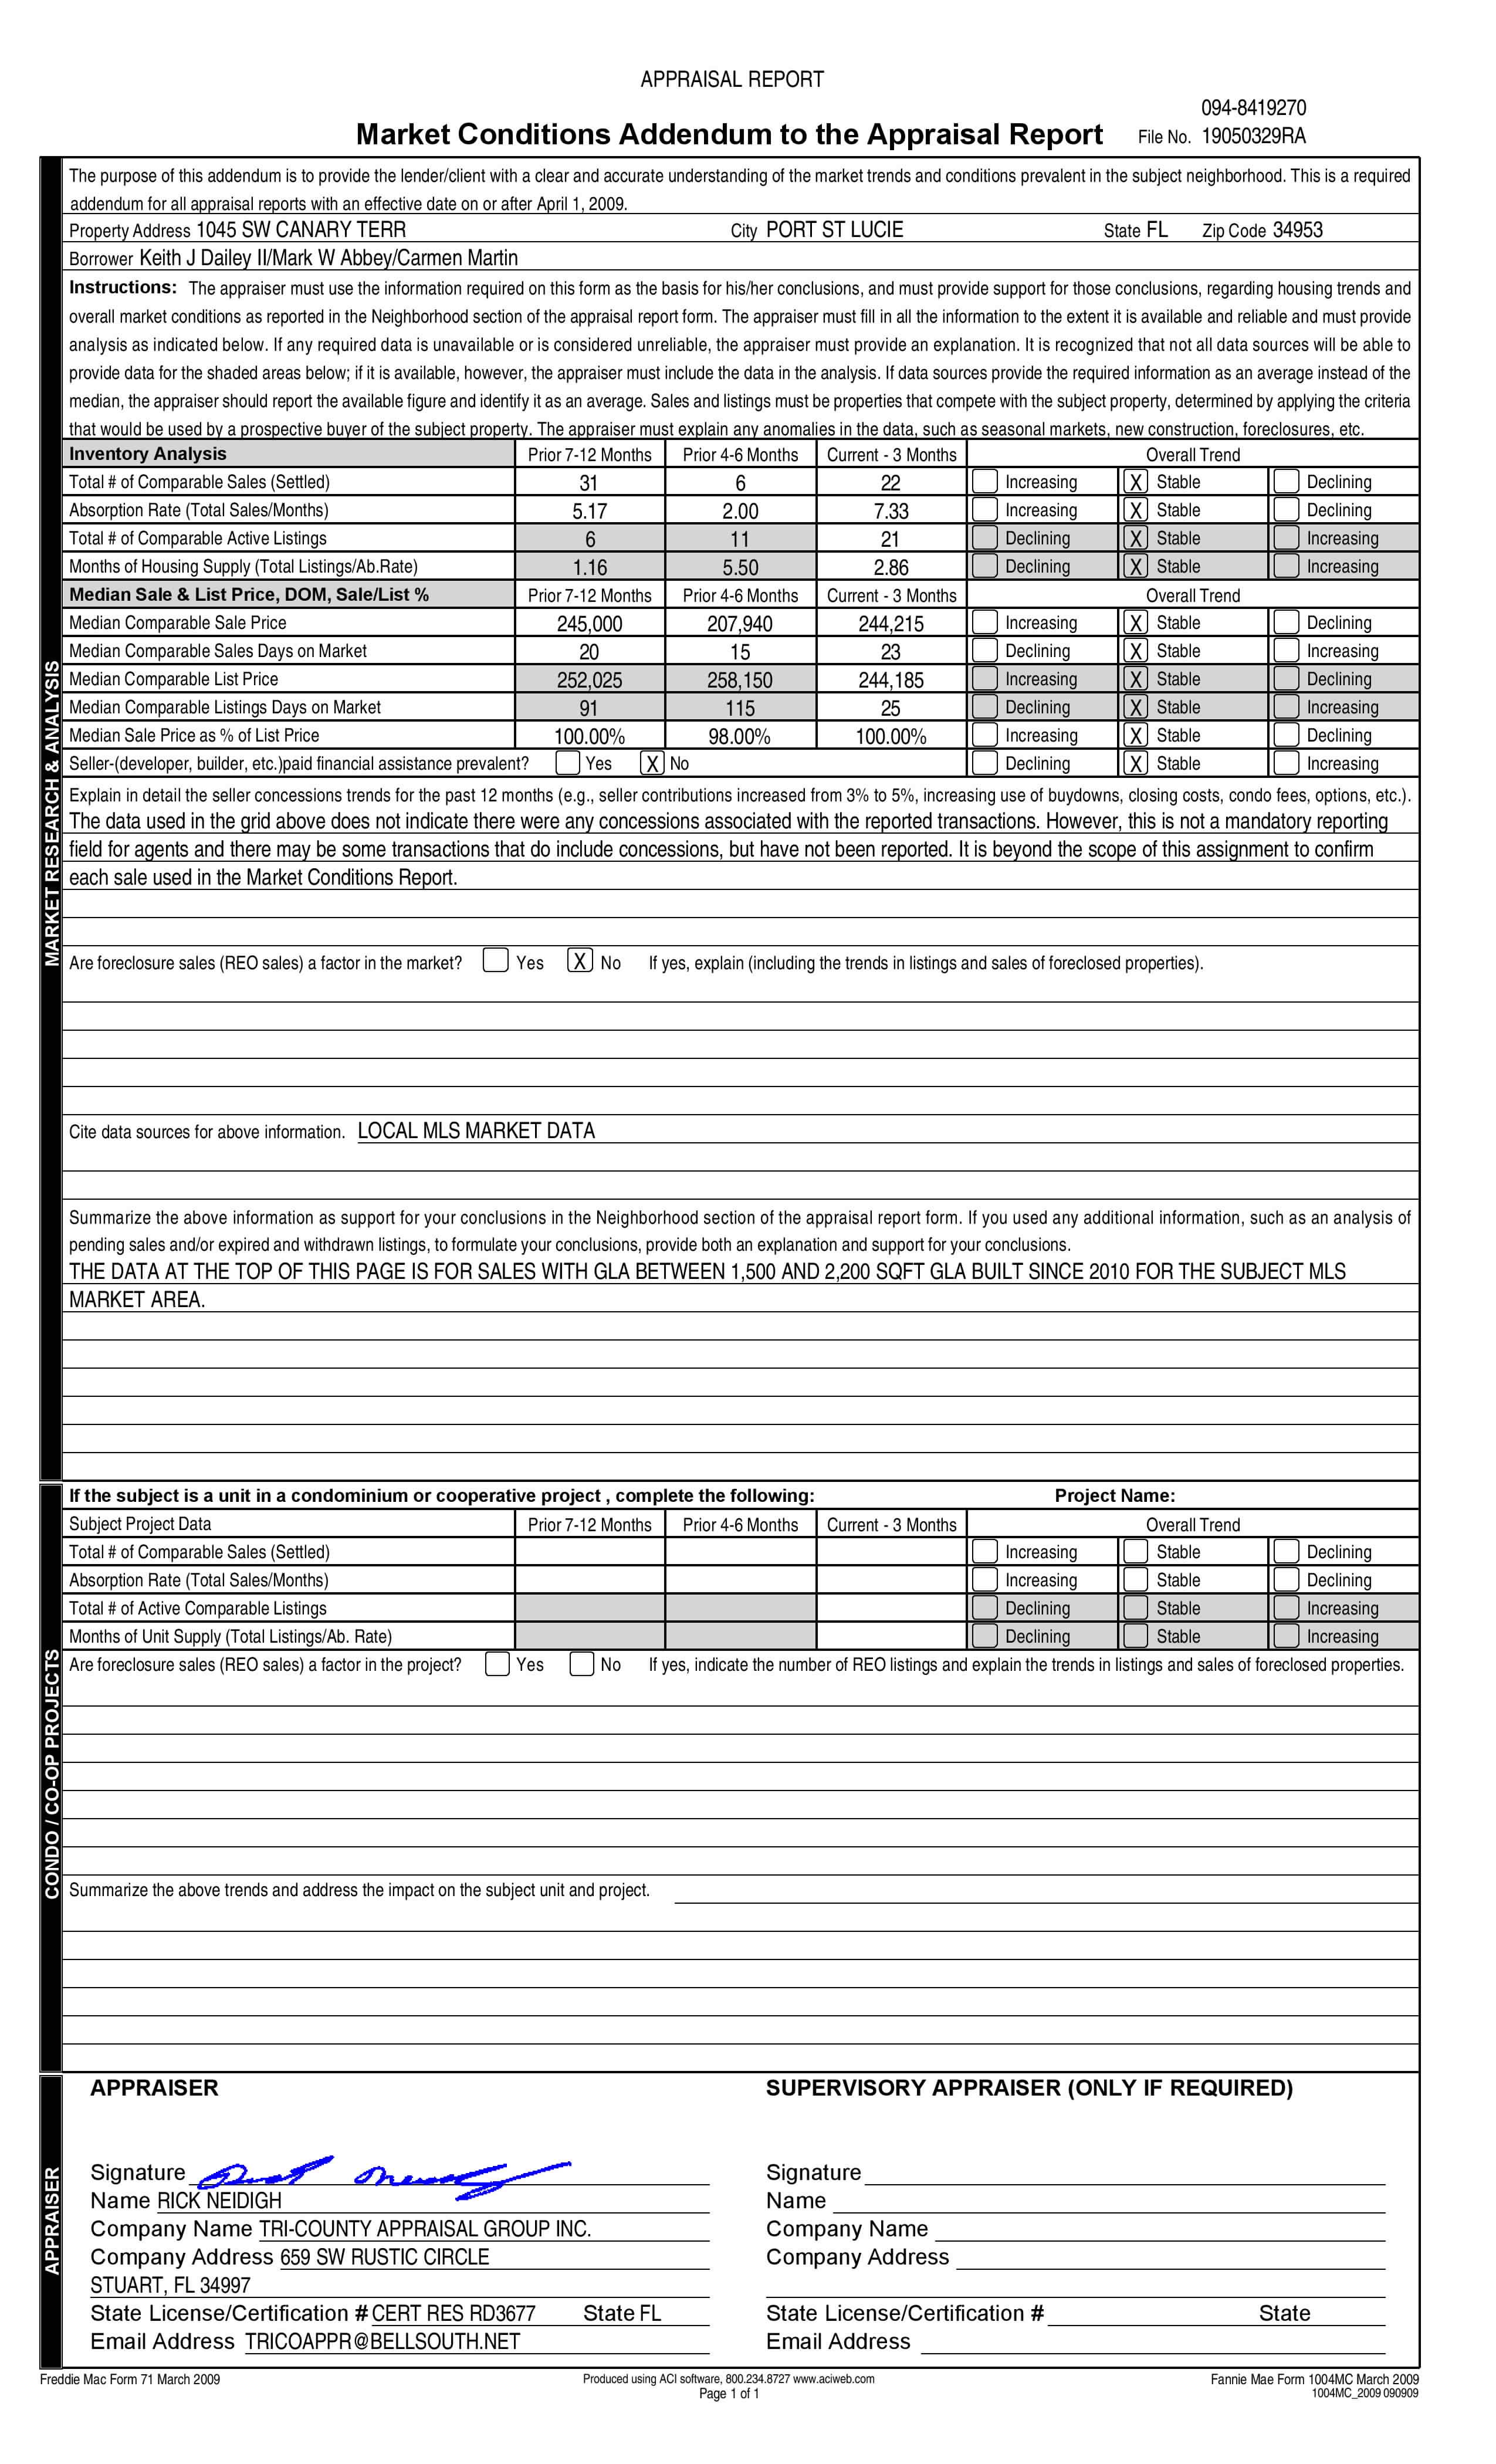 APPRAISAL REPORT
094-8419270
Market Conditions Addendum to the Appraisal Report File No. 19050329RA
The purpose of this addendum is to provide the lender/client with a clear and accurate understanding of the market trends and conditions prevalent in the subject neighborhood. This is a required
addendum for all appraisal reports with an effective date on or after April 1, 2009.
Property Address 1045 SW CANARY TERR City PORT ST LUCIE State FL Zip Code 34953
Borrower Keith J Dailey II/Mark W Abbey/Carmen Martin
Instructions: The appraiser must use the information required on this form as the basis for his/her conclusions, and must provide support for those conclusions, regarding housing trends and
overall market conditions as reported in the Neighborhood section of the appraisal report form. The appraiser must fill in all the information to the extent it is available and reliable and must provide
analysis as indicated below. If any required data is unavailable or is considered unreliable, the appraiser must provide an explanation. It is recognized that not all data sources will be able to
provide data for the shaded areas below; if it is available, however, the appraiser must include the data in the analysis. If data sources provide the required information as an average instead of the
median, the appraiser should report the available figure and identify it as an average. Sales and listings must be properties that compete with the subject property, determined by applying the criteria
that would be used by a prospective buyer of the subject property. The appraiser must explain any anomalies in the data, such as seasonal markets, new construction, foreclosures, etc.
Inventory Analysis Prior 7-12 Months Prior 4-6 Months Current - 3 Months Overall Trend
Total # of Comparable Sales (Settled) 31 6 22 Increasing X Stable Declining
Absorption Rate (Total Sales/Months) 5.17 2.00 7.33 Increasing X Stable Declining
Total # of Comparable Active Listings 6 11 21 Declining X Stable Increasing
Months of Housing Supply (Total Listings/Ab.Rate) 1.16 5.50 2.86 Declining X Stable Increasing
Median Sale & List Price, DOM, Sale/List % Prior 7-12 Months Prior 4-6 Months Current - 3 Months Overall Trend
Median Comparable Sale Price 245,000 207,940 244,215 Increasing X Stable Declining
Median Comparable Sales Days on Market 20 15 23 Declining X Stable Increasing
Median Comparable List Price 252,025 258,150 244,185 Increasing X Stable Declining
Median Comparable Listings Days on Market 91 115 25 Declining X Stable Increasing
Median Sale Price as % of List Price 100.00% 98.00% 100.00% Increasing X Stable Declining
Seller-(developer, builder, etc.)paid financial assistance prevalent? Yes X No Declining X Stable Increasing
Explain in detail the seller concessions trends for the past 12 months (e.g., seller contributions increased from 3% to 5%, increasing use of buydowns, closing costs, condo fees, options, etc.).
The data used in the grid above does not indicate there were any concessions associated with the reported transactions. However, this is not a mandatory reporting
field for agents and there may be some transactions that do include concessions, but have not been reported. It is beyond the scope of this assignment to confirm
each sale used in the Market Conditions Report.
MARKET RESEARCH & ANALYSIS
Are foreclosure sales (REO sales) a factor in the market? Yes X No If yes, explain (including the trends in listings and sales of foreclosed properties).
Cite data sources for above information. LOCAL MLS MARKET DATA
Summarize the above information as support for your conclusions in the Neighborhood section of the appraisal report form. If you used any additional information, such as an analysis of
pending sales and/or expired and withdrawn listings, to formulate your conclusions, provide both an explanation and support for your conclusions.
THE DATA AT THE TOP OF THIS PAGE IS FOR SALES WITH GLA BETWEEN 1,500 AND 2,200 SQFT GLA BUILT SINCE 2010 FOR THE SUBJECT MLS
MARKET AREA.
If the subject is a unit in a condominium or cooperative project , complete the following: Project Name:
Subject Project Data Prior 7-12 Months Prior 4-6 Months Current - 3 Months Overall Trend
Total # of Comparable Sales (Settled) Increasing Stable Declining
Absorption Rate (Total Sales/Months) Increasing Stable Declining
Total # of Active Comparable Listings Declining Stable Increasing
Months of Unit Supply (Total Listings/Ab. Rate) Declining Stable Increasing
Are foreclosure sales (REO sales) a factor in the project? Yes No If yes, indicate the number of REO listings and explain the trends in listings and sales of foreclosed properties.
CONDO / CO-OP PROJECTS
Summarize the above trends and address the impact on the subject unit and project.
APPRAISER SUPERVISORY APPRAISER (ONLY IF REQUIRED)
APPRAISER
Signature Signature
Name RICK NEIDIGH Name
Company Name TRI-COUNTY APPRAISAL GROUP INC. Company Name
Company Address 659 SW RUSTIC CIRCLE Company Address
STUART, FL 34997
State License/Certification # CERT RES RD3677 State FL State License/Certification # State
Email Address TRICOAPPR@BELLSOUTH.NET Email Address
Freddie Mac Form 71 March 2009 Produced using ACI software, 800.234.8727 www.aciweb.com Fannie Mae Form 1004MC March 2009
Page 1 of 1 1004MC_2009 090909